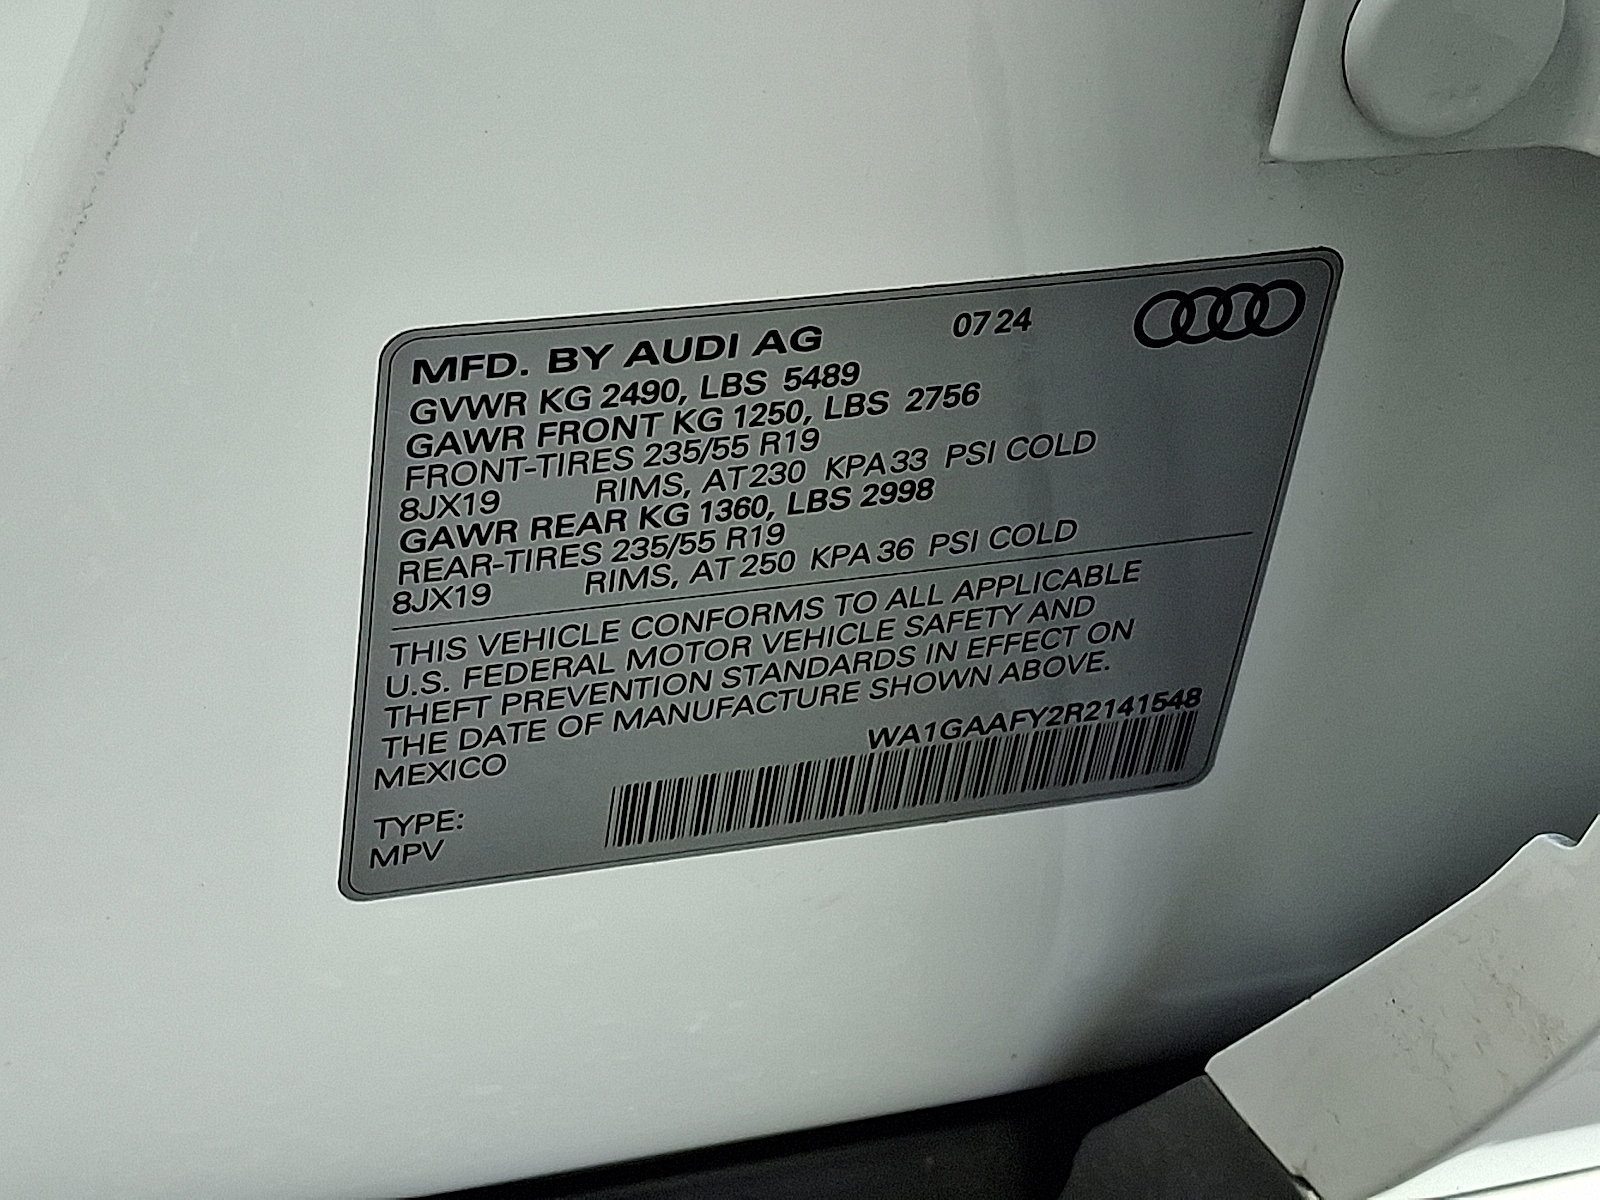 MFD. BY AUDI AG 07 24
GVWR KG 2490, LBS 5489
GAWR FRONT KG 1250, LBS 2756
FRONT-TIRES 235/55 R19
8JX19 RIMS, AT 230 KPA 33 PSI COLD
GAWR REAR KG 1360, LBS 2998
REAR-TIRES 235/55 R19
8JX19 RIMS, AT 250 KPA 36 PSI COLD
THIS VEHICLE CONFORMS TO ALL APPLICABLE
U.S. FEDERAL MOTOR VEHICLE SAFETY AND
THEFT PREVENTION STANDARDS IN EFFECT ON
THE DATE OF MANUFACTURE SHOWN ABOVE.
MEXICO WA1GAAFY2R2141548
TYPE:
MPV